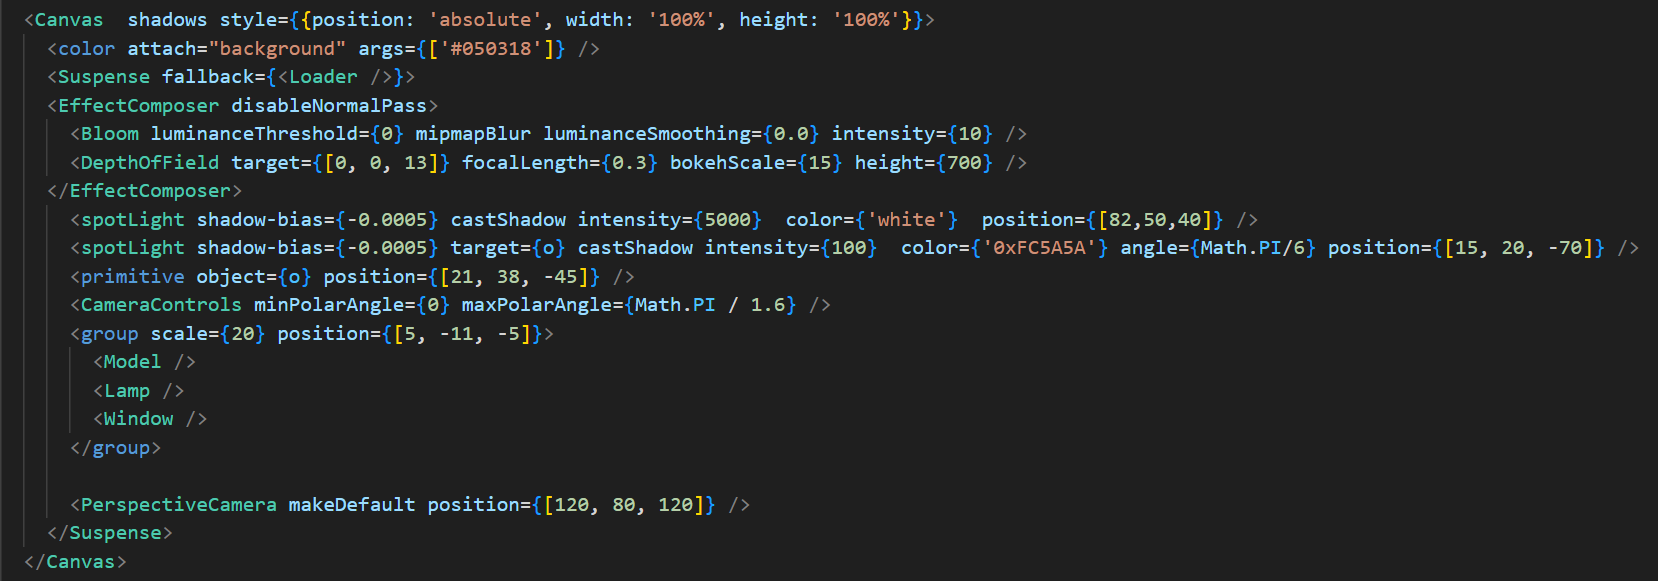 <Canvas  shadows style={{position: 'absolute', width: '100%', height: '100%'}}>
  <color attach="background" args={['#050318']} />
  <Suspense fallback={<Loader />}>
  <EffectComposer disableNormalPass>
    <Bloom luminanceThreshold={0} mipmapBlur luminanceSmoothing={0.0} intensity={10} />
    <DepthOfField target={[0, 0, 13]} focalLength={0.3} bokehScale={15} height={700} />
  </EffectComposer>
    <spotLight shadow-bias={-0.0005} castShadow intensity={5000}  color={'white'}  position={[82,50,40]} />
    <spotLight shadow-bias={-0.0005} target={o} castShadow intensity={100}  color={'0xFC5A5A'} angle={Math.PI/6} position={[15, 20, -70]} />
    <primitive object={o} position={[21, 38, -45]} />
    <CameraControls minPolarAngle={0} maxPolarAngle={Math.PI / 1.6} />
    <group scale={20} position={[5, -11, -5]}>
      <Model />
      <Lamp />
      <Window />
    </group>

    <PerspectiveCamera makeDefault position={[120, 80, 120]} />
  </Suspense>
</Canvas>